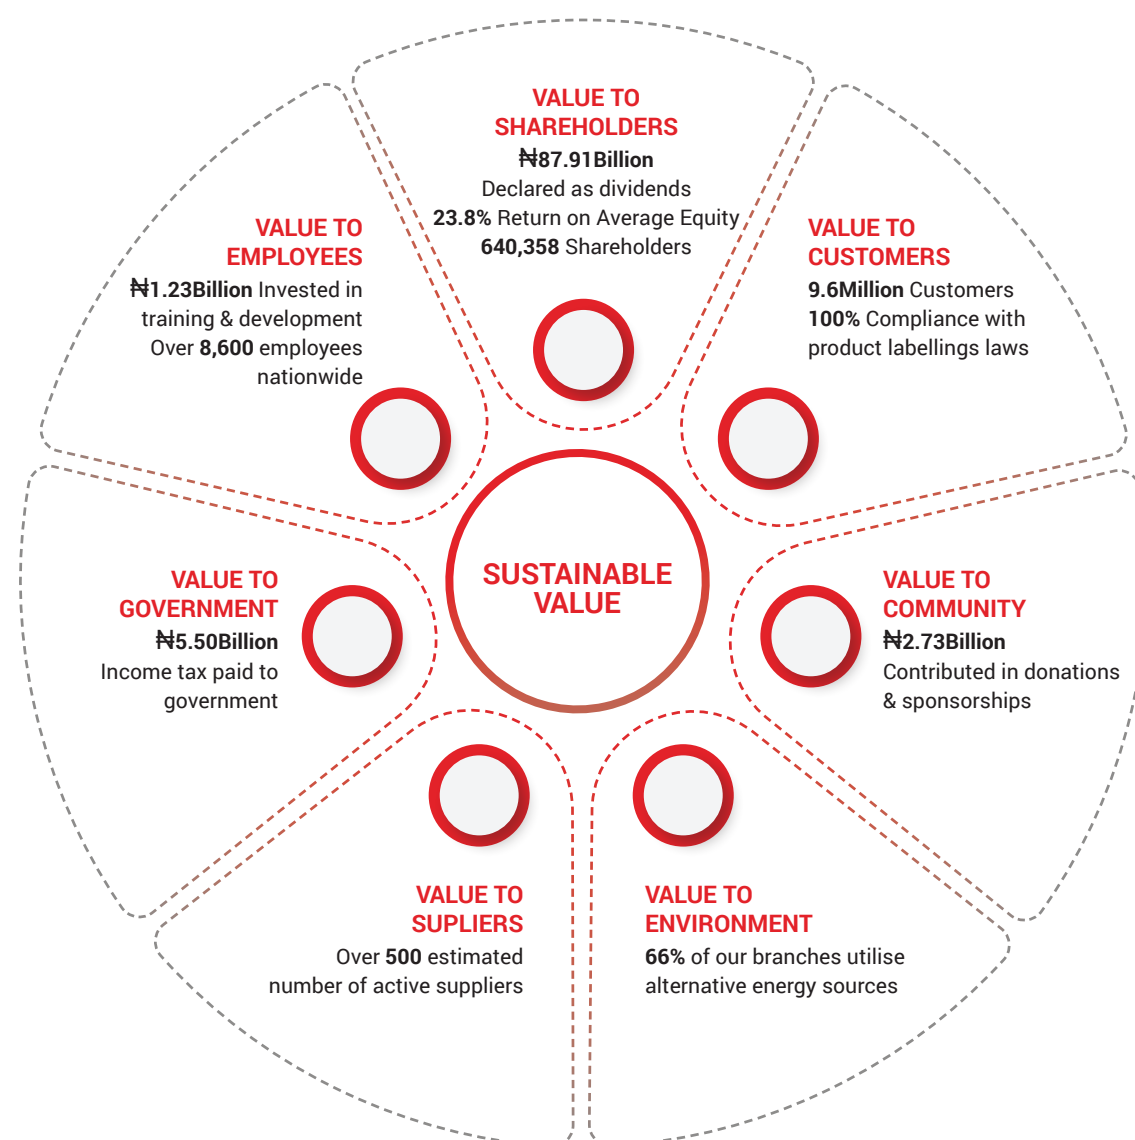 VALUE TO
SHAREHOLDERS
₦87.91Billion
Declared as dividends
23.8% Return on Average Equity
640,358 Shareholders
VALUE TO
CUSTOMERS
9.6Million Customers
100% Compliance with
product labellings laws
VALUE TO
COMMUNITY
₦2.73Billion
Contributed in donations
& sponsorships
VALUE TO
ENVIRONMENT
66% of our branches utilise
alternative energy sources
VALUE TO
SUPLIERS
Over 500 estimated
number of active suppliers
VALUE TO
GOVERNMENT
₦5.50Billion
Income tax paid to
government
VALUE TO
EMPLOYEES
₦1.23Billion Invested in
training & development
Over 8,600 employees
nationwide
SUSTAINABLE
VALUE